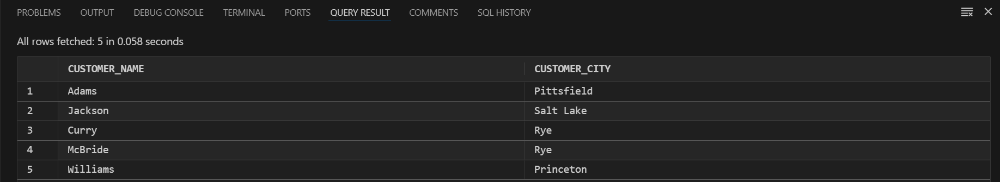 PROBLEMS OUTPUT DEBUG CONSOLE TERMINAL PORTS QUERY RESULT COMMENTS SQL HISTORY
All rows fetched: 5 in 0.058 seconds
CUSTOMER_NAME CUSTOMER_CITY
1 Adams Pittsfield
2 Jackson Salt Lake
3 Curry Rye
4 McBride Rye
5 Williams Princeton